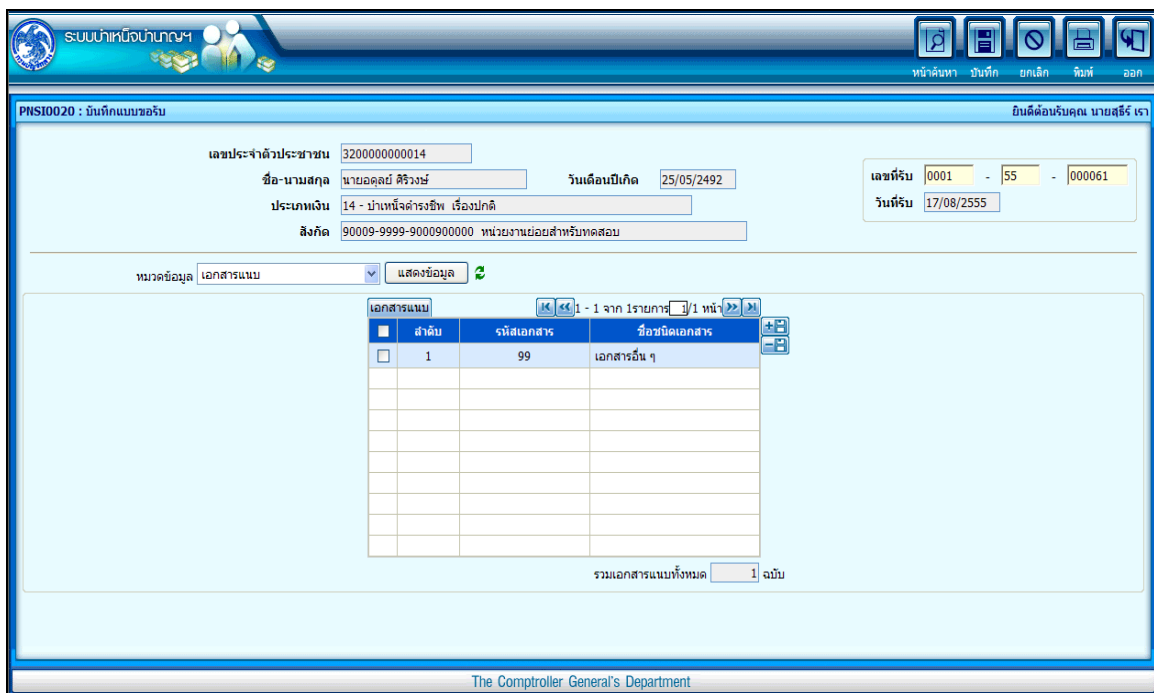 ระบบบำเหน็จบำนาญฯ
หน้าค้นหา บันทึก ยกเลิก พิมพ์ ออก
PNSI0020 : บันทึกแบบขอรับ ยินดีต้อนรับคุณ นายสุธีร์ เรา
เลขประจำตัวประชาชน 3200000000014
ชื่อ-นามสกุล นายอดุลย์ ศิริวงษ์ วันเดือนปีเกิด 25/05/2492 เลขที่รับ 0001 - 55 - 000061
ประเภทเงิน 14 - บำเหน็จดำรงชีพ เรื่องปกติ วันที่รับ 17/08/2555
สังกัด 90009-9999-9000900000 หน่วยงานย่อยสำหรับทดสอบ
หมวดข้อมูล เอกสารแนบ แสดงข้อมูล
เอกสารแนบ 1 - 1 จาก 1รายการ 1/1 หน้า
ลำดับ รหัสเอกสาร ชื่อชนิดเอกสาร
1 99 เอกสารอื่น ๆ
รวมเอกสารแนบทั้งหมด 1 ฉบับ
The Comptroller General's Department